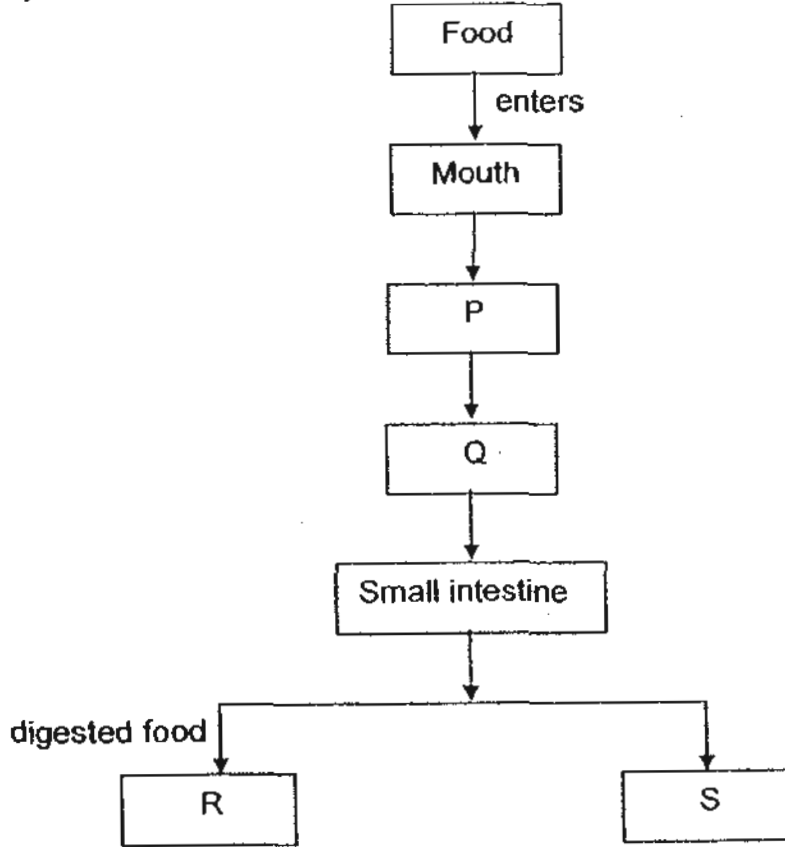 Food
enters
Mouth
P
Q
Small intestine
digested food
R
S